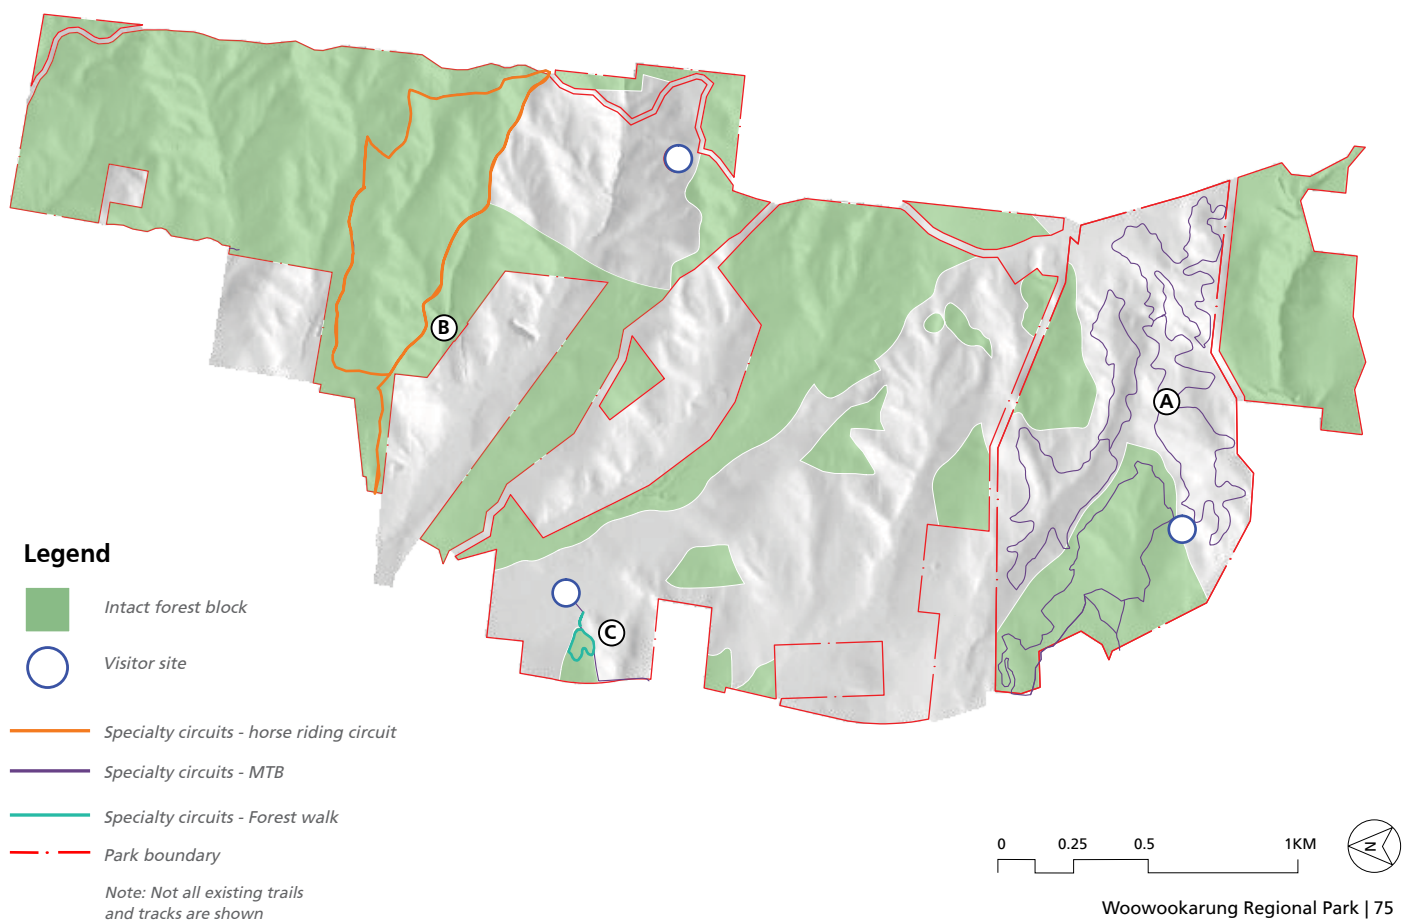 B
A
C
Legend
Intact forest block
Visitor site
Specialty circuits - horse riding circuit
Specialty circuits - MTB
Specialty circuits - Forest walk
Park boundary
Note: Not all existing trails
and tracks are shown
0 0.25 0.5 1KM
N
Woowookarung Regional Park | 75